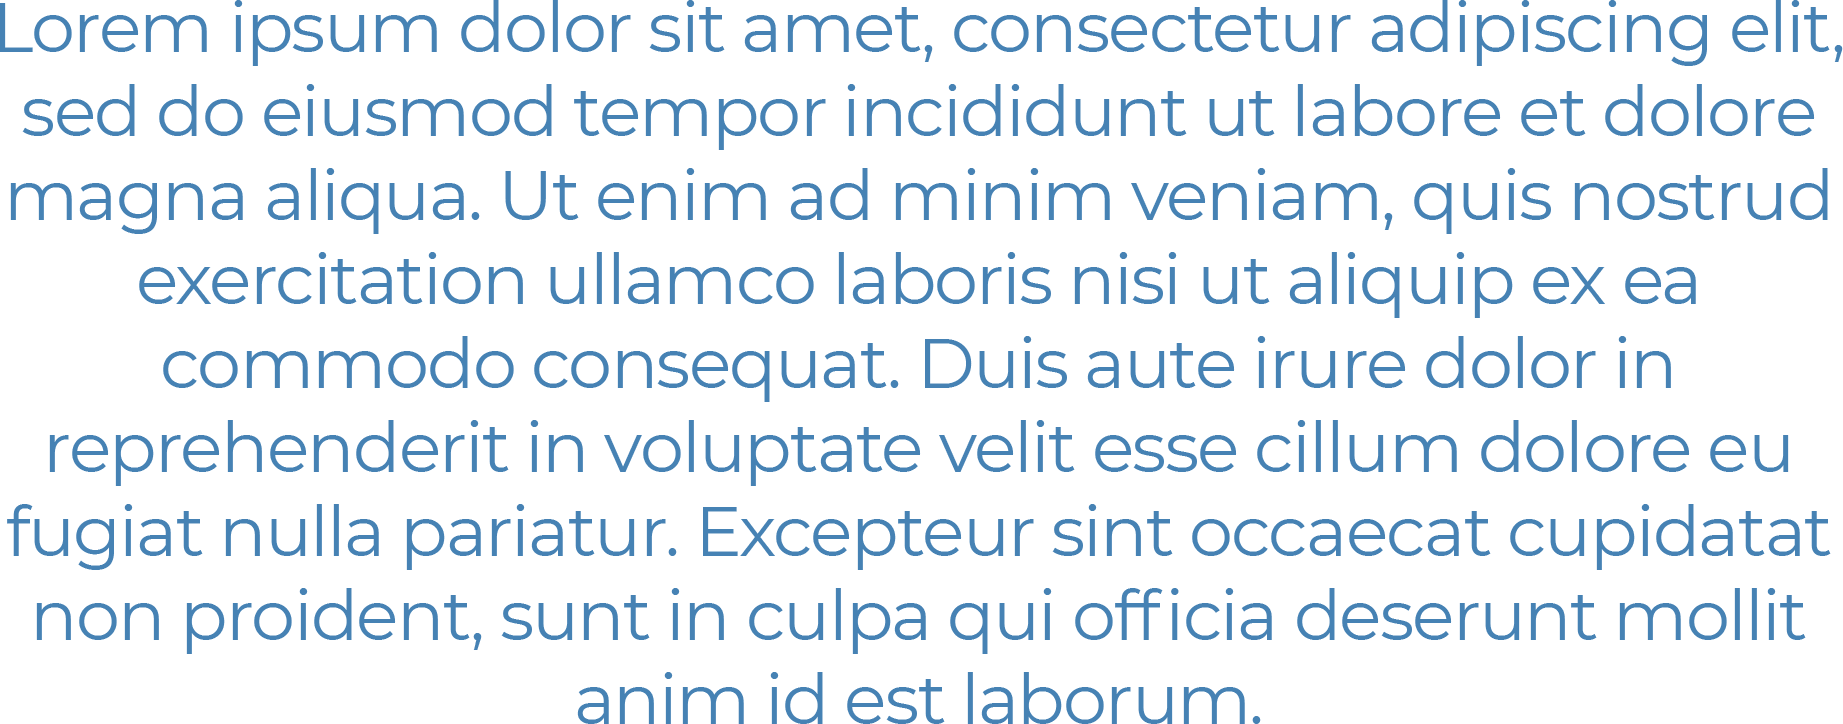 Lorem ipsum dolor sit amet, consectetur adipiscing elit,
sed do eiusmod tempor incididunt ut labore et dolore
magna aliqua. Ut enim ad minim veniam, quis nostrud
exercitation ullamco laboris nisi ut aliquip ex ea
commodo consequat. Duis aute irure dolor in
reprehenderit in voluptate velit esse cillum dolore eu
fugiat nulla pariatur. Excepteur sint occaecat cupidatat
non proident, sunt in culpa qui officia deserunt mollit
anim id est laborum.